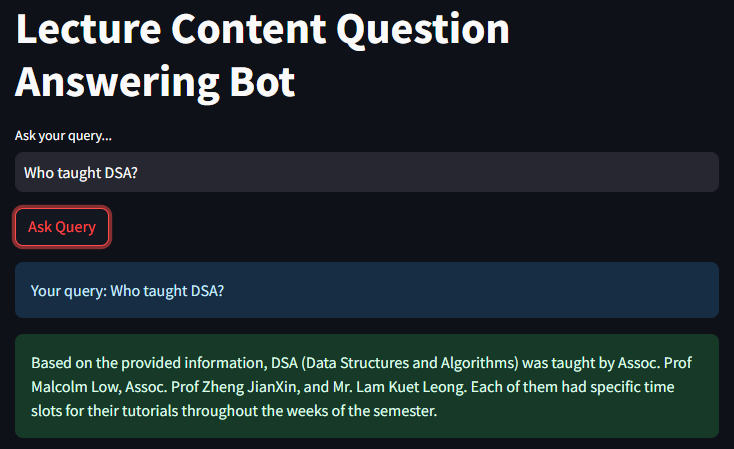 Lecture Content Question
Answering Bot
Ask your query...
Who taught DSA?
Ask Query
Your query: Who taught DSA?
Based on the provided information, DSA (Data Structures and Algorithms) was taught by Assoc. Prof
Malcolm Low, Assoc. Prof Zheng JianXin, and Mr. Lam Kuet Leong. Each of them had specific time
slots for their tutorials throughout the weeks of the semester.